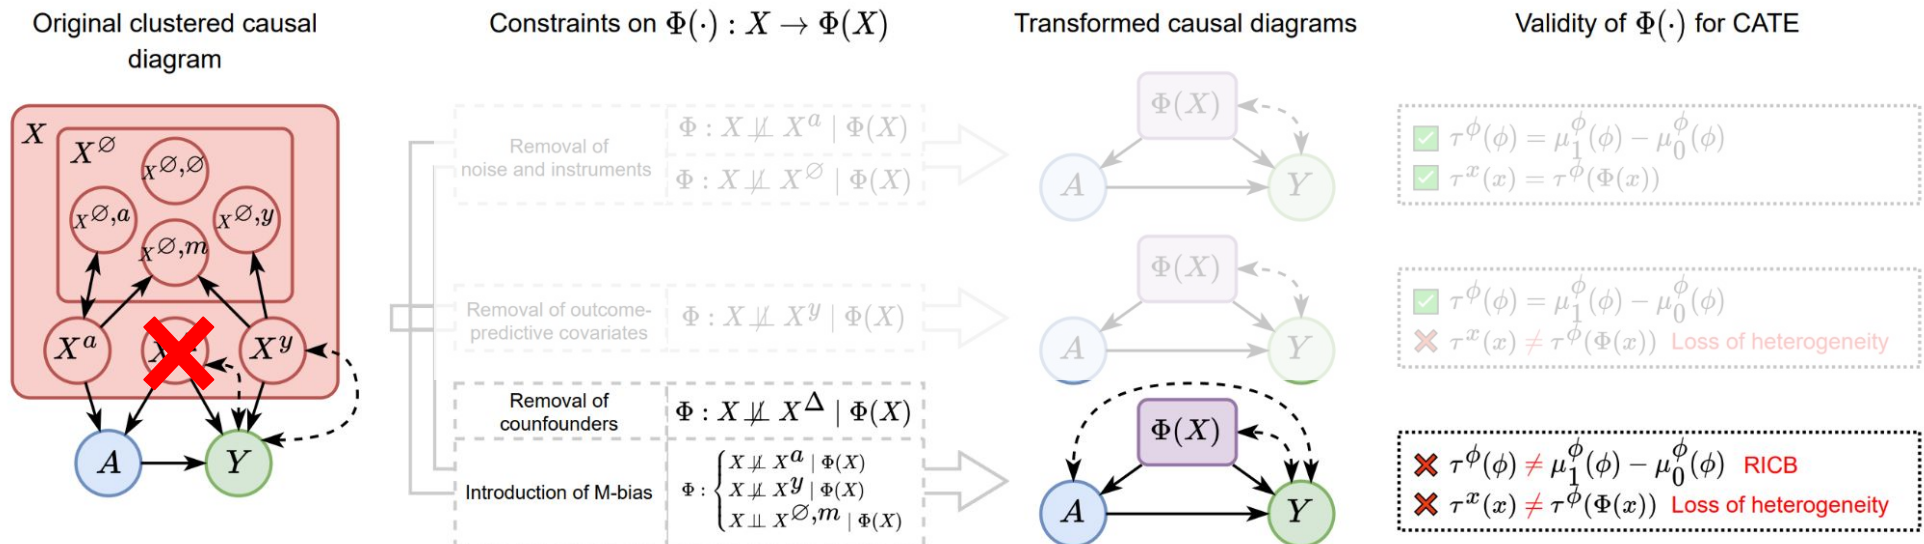 Original clustered causal
diagram
Constraints on Φ(·) : X → Φ(X)
Transformed causal diagrams
Validity of Φ(·) for CATE
X
X^∅
X^∅,∅
X^∅,a
X^∅,y
X^∅,m
X^a
X^y
A
Y
Removal of
noise and instruments
Φ : X ⫫̸ X^a | Φ(X)
Φ : X ⫫̸ X^∅ | Φ(X)
Φ(X)
A
Y
✓ τ^ϕ(ϕ) = μ_1^ϕ(ϕ) − μ_0^ϕ(ϕ)
✓ τ^x(x) = τ^ϕ(Φ(x))
Removal of outcome-
predictive covariates
Φ : X ⫫̸ X^y | Φ(X)
Φ(X)
A
Y
✓ τ^ϕ(ϕ) = μ_1^ϕ(ϕ) − μ_0^ϕ(ϕ)
✗ τ^x(x) ≠ τ^ϕ(Φ(x)) Loss of heterogeneity
Removal of
counfounders
Φ : X ⫫̸ X^Δ | Φ(X)
Introduction of M-bias
Φ : { X ⫫̸ X^a | Φ(X)
X ⫫̸ X^y | Φ(X)
X ⫫ X^∅,m | Φ(X)
Φ(X)
A
Y
✗ τ^ϕ(ϕ) ≠ μ_1^ϕ(ϕ) − μ_0^ϕ(ϕ) RICB
✗ τ^x(x) ≠ τ^ϕ(Φ(x)) Loss of heterogeneity